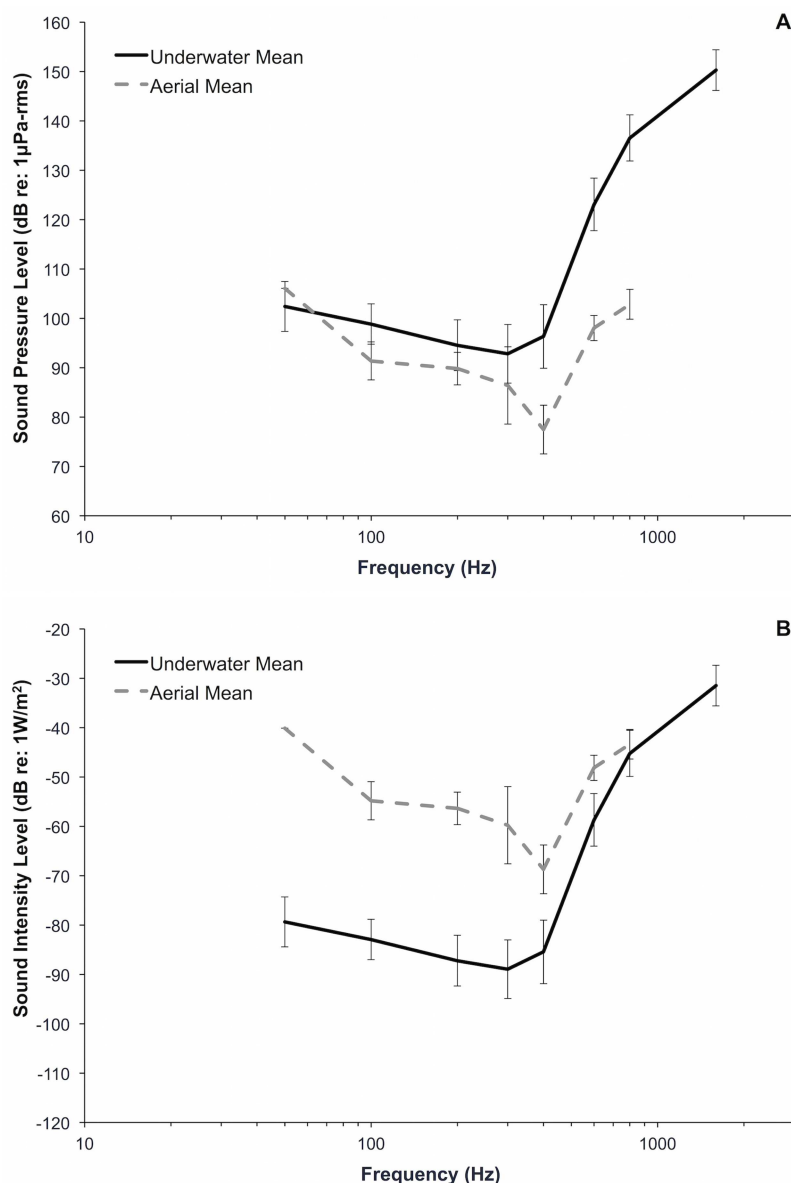 A
160
150
140
130
120
110
100
90
80
70
60
Sound Pressure Level (dB re: 1µPa-rms)
Underwater Mean
Aerial Mean
10
100
1000
Frequency (Hz)
B
-20
-30
-40
-50
-60
-70
-80
-90
-100
-110
-120
Sound Intensity Level (dB re: 1W/m²)
Underwater Mean
Aerial Mean
10
100
1000
Frequency (Hz)